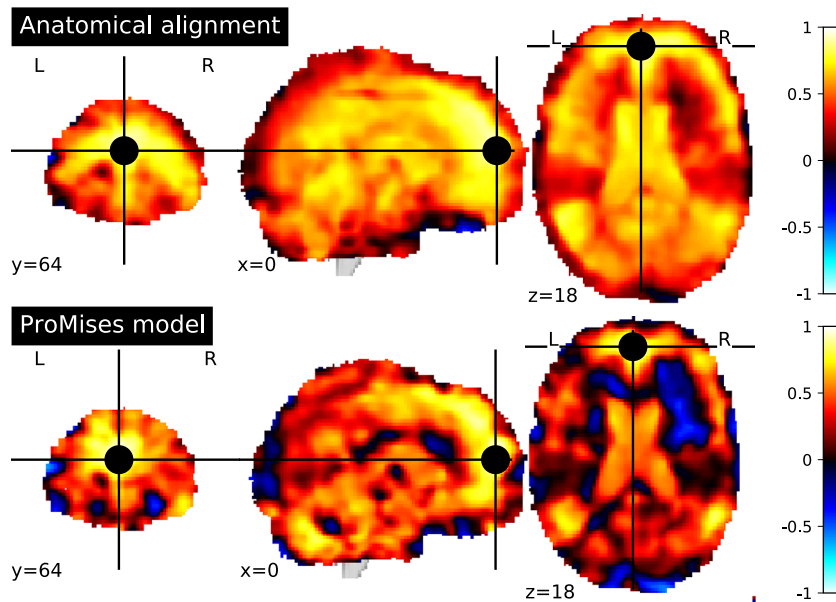 Anatomical alignment
L R L R
y=64 x=0 z=18
1
0.5
0
-0.5
-1
ProMises model
L R L R
y=64 x=0 z=18
1
0.5
0
-0.5
-1